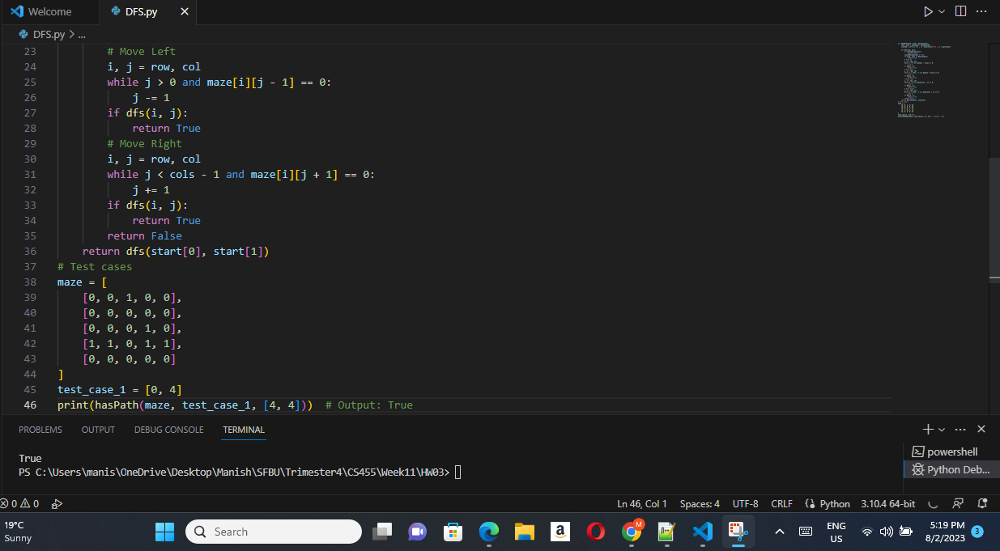 Welcome
DFS.py
DFS.py > ...
23 # Move Left
24 i, j = row, col
25 while j > 0 and maze[i][j - 1] == 0:
26 j -= 1
27 if dfs(i, j):
28 return True
29 # Move Right
30 i, j = row, col
31 while j < cols - 1 and maze[i][j + 1] == 0:
32 j += 1
33 if dfs(i, j):
34 return True
35 return False
36 return dfs(start[0], start[1])
37 # Test cases
38 maze = [
39 [0, 0, 1, 0, 0],
40 [0, 0, 0, 0, 0],
41 [0, 0, 0, 1, 0],
42 [1, 1, 0, 1, 1],
43 [0, 0, 0, 0, 0]
44 ]
45 test_case_1 = [0, 4]
46 print(hasPath(maze, test_case_1, [4, 4])) # Output: True
PROBLEMS OUTPUT DEBUG CONSOLE TERMINAL
True
PS C:\Users\manis\OneDrive\Desktop\Manish\SFBU\Trimester4\CS455\Week11\HW03>
powershell
Python Deb...
0 0 Ln 46, Col 1 Spaces: 4 UTF-8 CRLF Python 3.10.4 64-bit
19°C
Sunny
Search
a
M
ENG
US
5:19 PM
8/2/2023
3